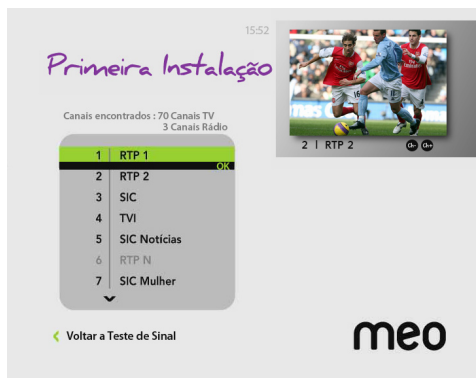 15:52
Primeira Instalação
Canais encontrados : 70 Canais TV
3 Canais Rádio
1 RTP 1
OK
2 RTP 2
3 SIC
4 TVI
5 SIC Notícias
6 RTP N
7 SIC Mulher
Voltar a Teste de Sinal
2 | RTP 2 Ch- Ch+
meo